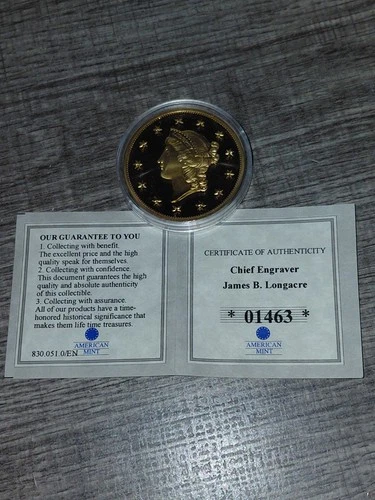 OUR GUARANTEE TO YOU
1. Collecting with benefit.
The excellent price and the high
quality speak for themselves.
2. Collecting with confidence.
This document guarantees the high
quality and absolute authenticity
of this collectible.
3. Collecting with assurance.
All of our products have a time-
honored historical significance that
makes them life time treasures.
AMERICAN
MINT
830.051.0/EN
CERTIFICATE OF AUTHENTICITY
Chief Engraver
James B. Longacre
* 01463 *
AMERICAN
MINT